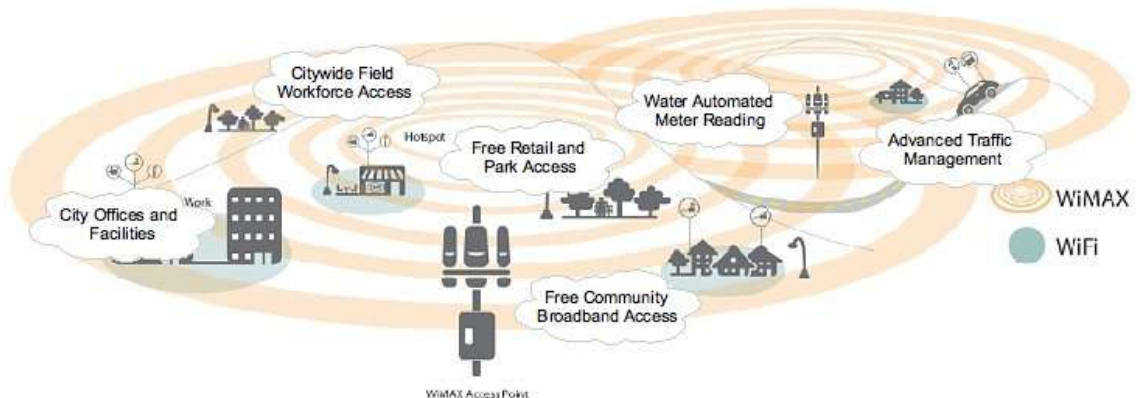 Citywide Field
Workforce Access
Water Automated
Meter Reading
Hotspot
Free Retail and
Park Access
Advanced Traffic
Management
City Offices and
Facilities
Work
WiMAX
WiFi
Free Community
Broadband Access
WiMAX Access Point